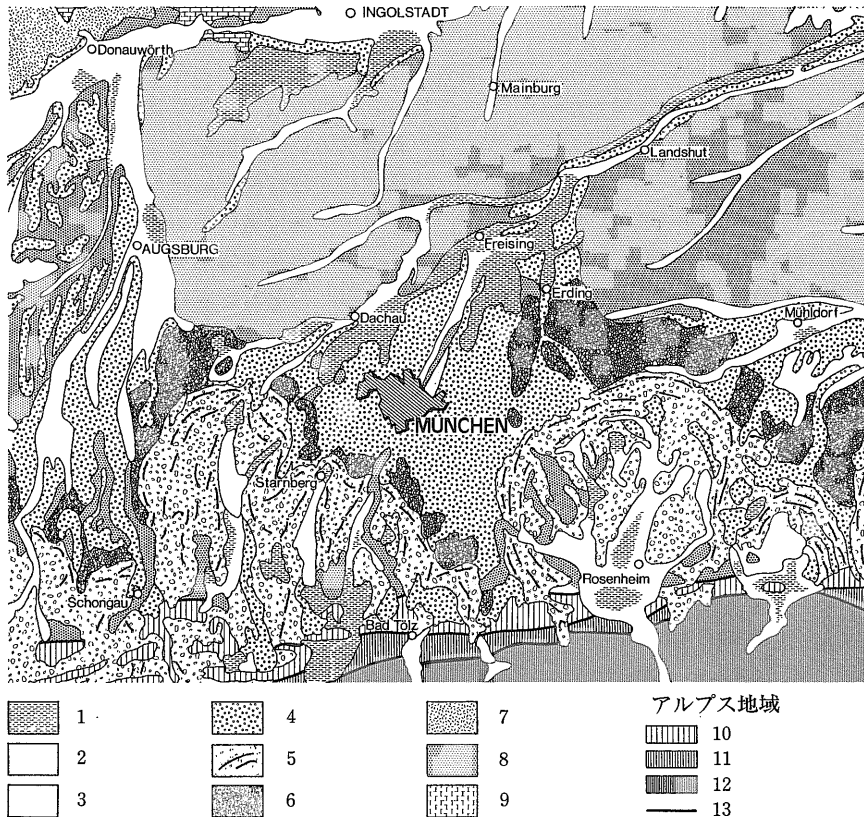 INGOLSTADT
Donauwörth
Mainburg
Landshut
AUGSBURG
Freising
Erding
Dachau
Mühldorf
MÜNCHEN
Starnberg
Rosenheim
Schongau
Bad Tölz
アルプス地域
1
4
7
10
2
5
8
11
3
6
9
12
13